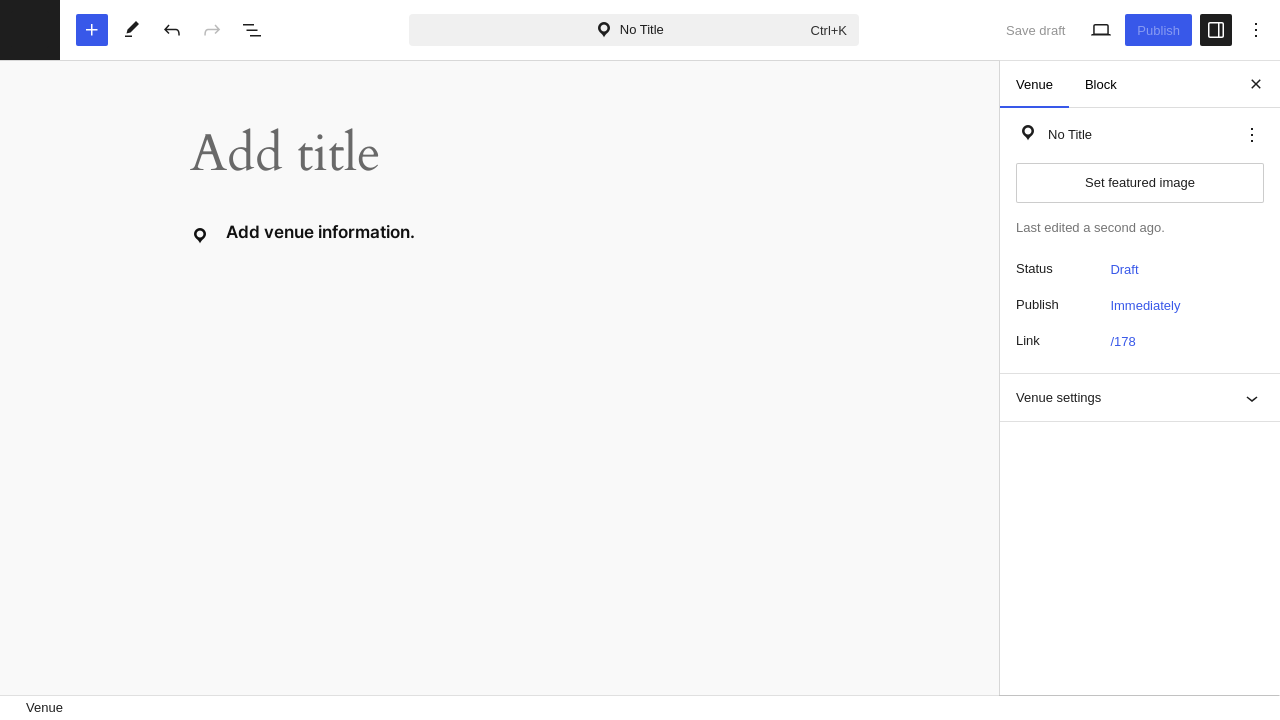 No Title
Ctrl+K
Save draft
Publish
Venue
Block
No Title
Add title
Set featured image
Add venue information.
Last edited a second ago.
Status
Draft
Publish
Immediately
Link
/178
Venue settings
Venue